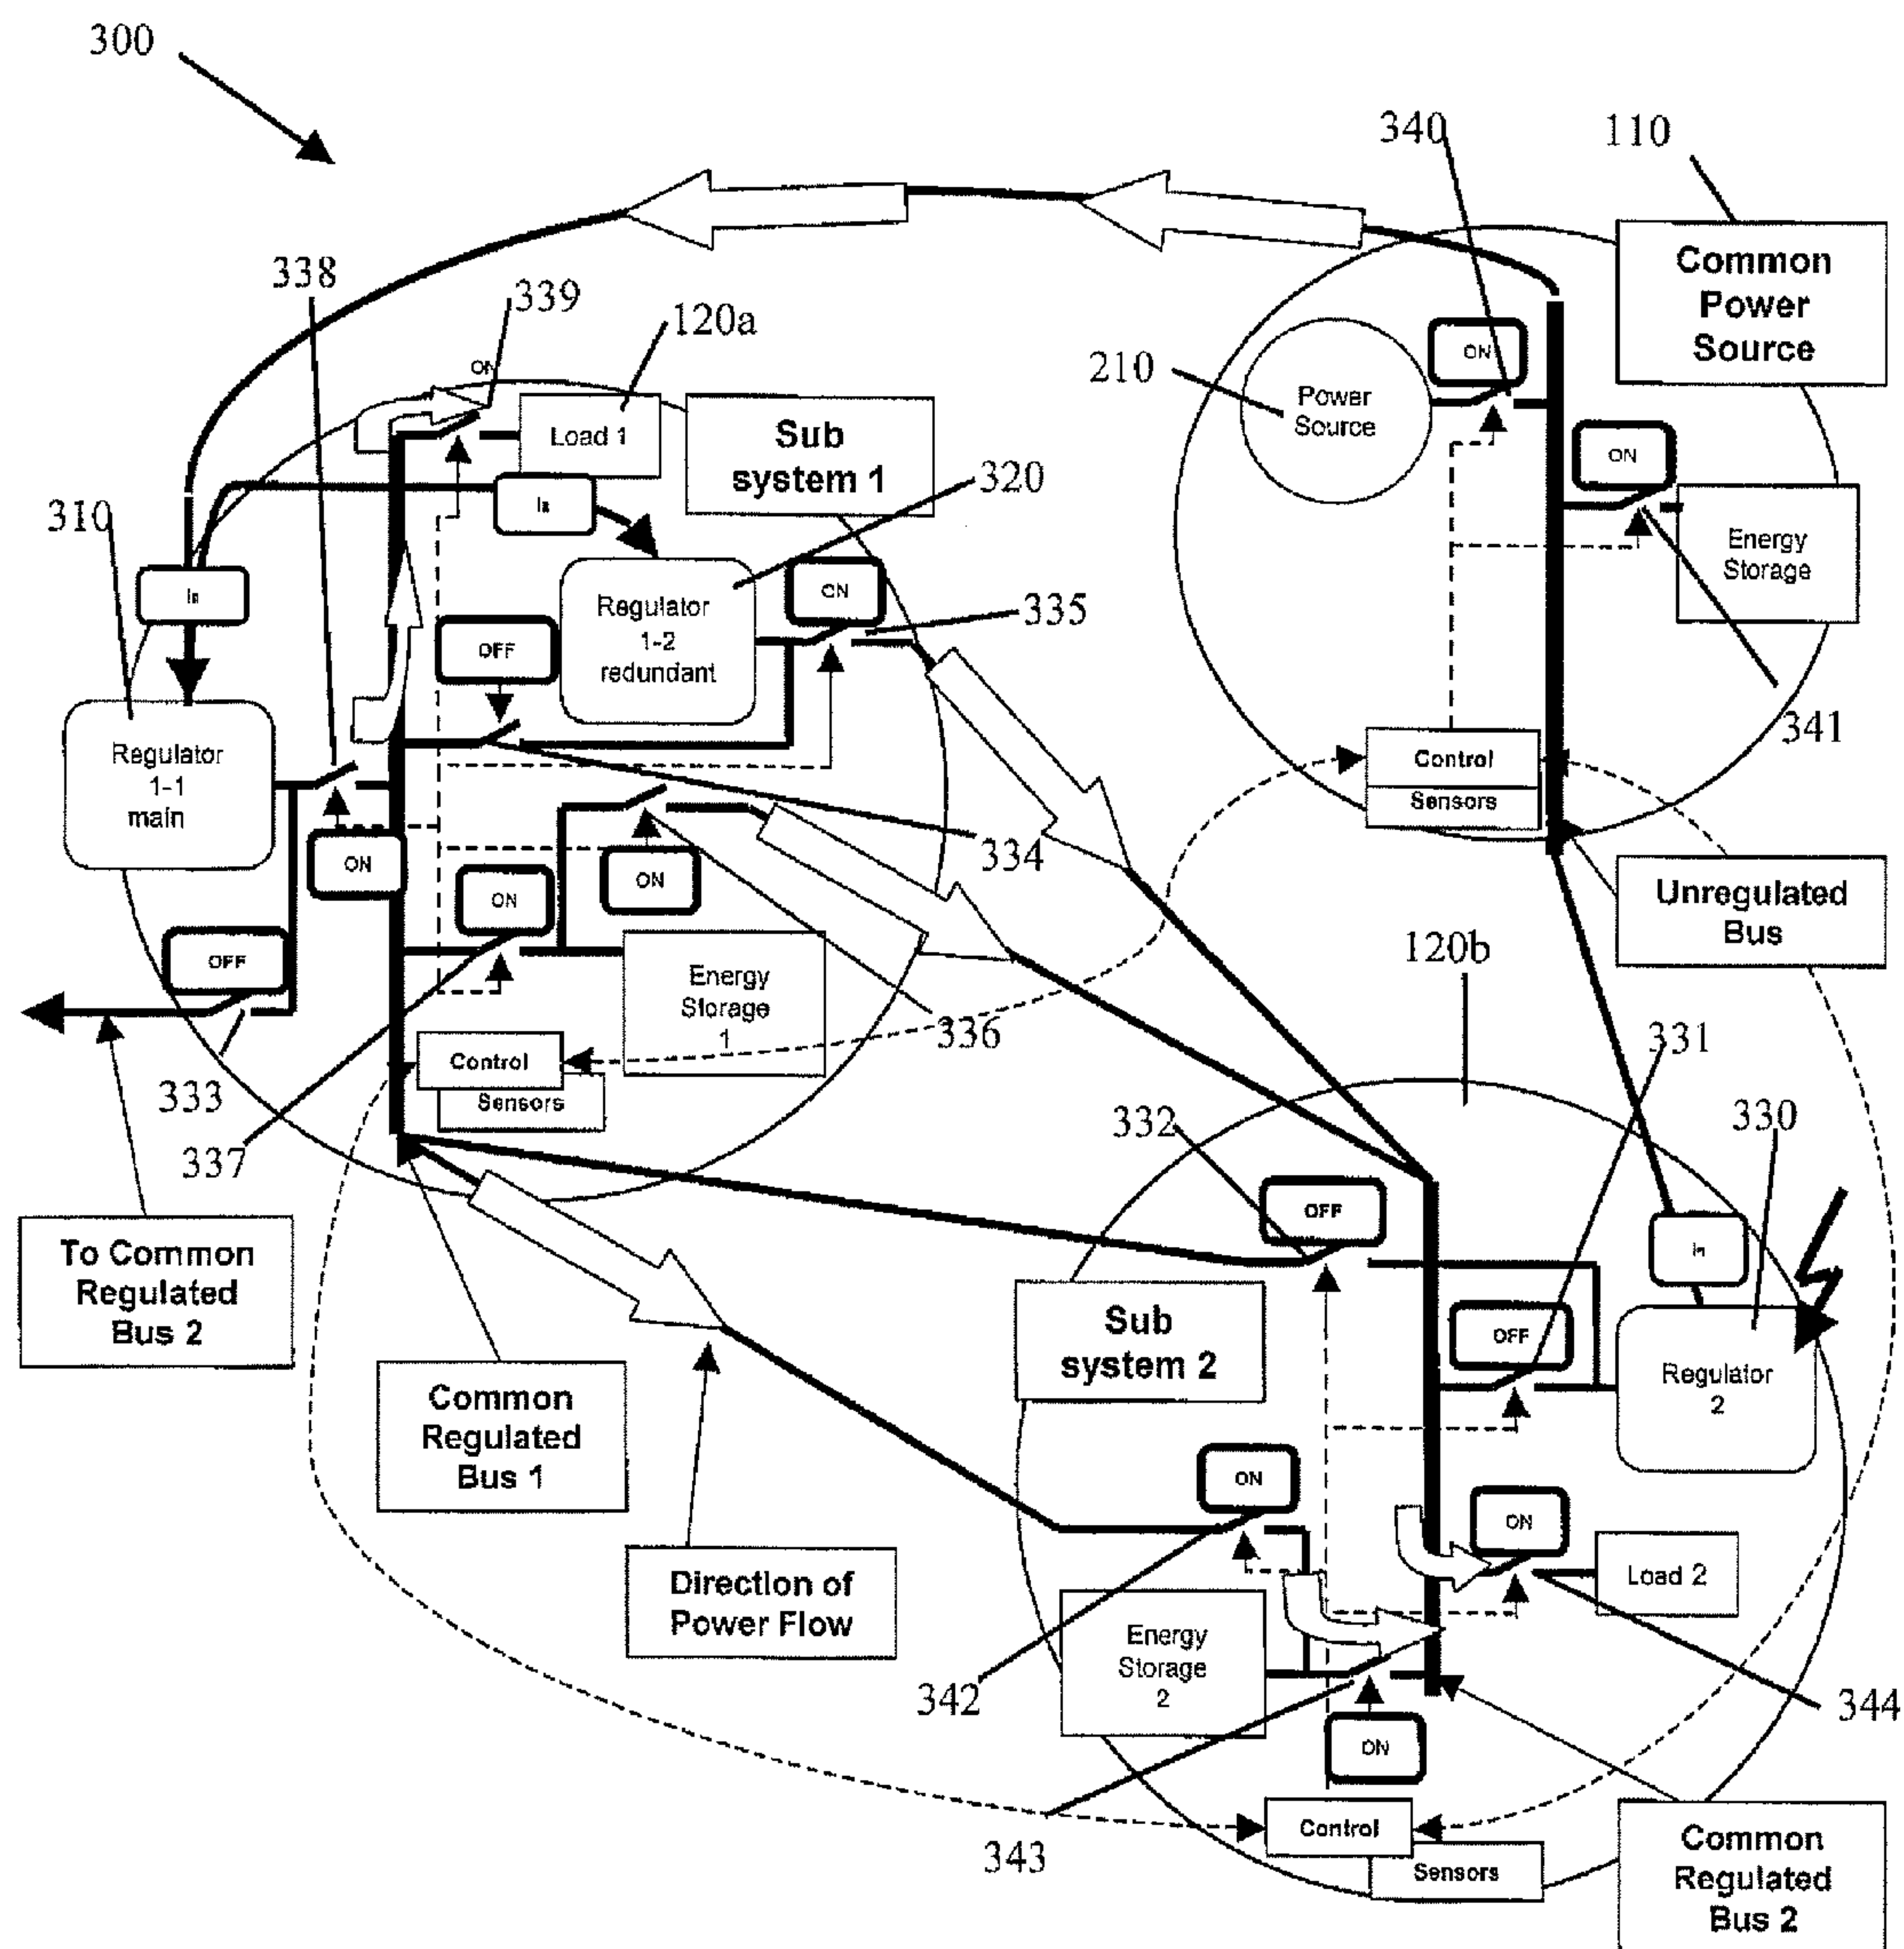 300
340
110
Common
Power
Source
338
339
120a
ON
ON
210
Power
Source
ON
Load 1
Sub
system 1
320
310
In
In
Energy
Storage
Regulator
1-2
redundant
ON
335
OFF
341
Regulator
1-1
main
Control
Sensors
334
ON
ON
ON
Unregulated
Bus
OFF
120b
Energy
Storage
1
336
331
Control
Sensors
333
332
330
337
OFF
In
To Common
Regulated
Bus 2
Sub
system 2
OFF
Regulator
2
Common
Regulated
Bus 1
ON
ON
Load 2
Direction of
Power Flow
Energy
Storage
2
342
344
ON
343
Control
Sensors
Common
Regulated
Bus 2